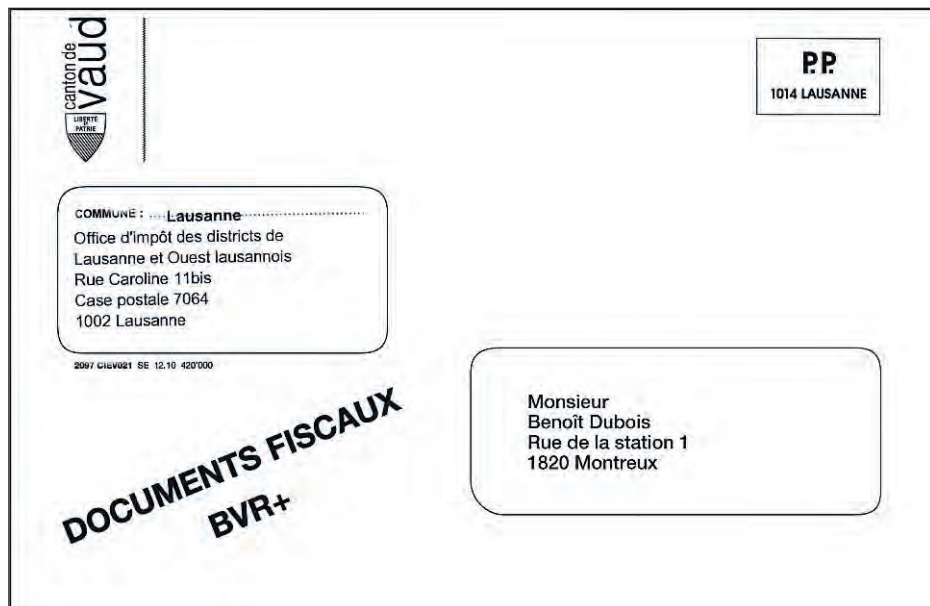 canton de
vaud
LIBERTÉ
ET
PATRIE
P.P.
1014 LAUSANNE
COMMUNE : .... Lausanne ................................
Office d'impôt des districts de
Lausanne et Ouest lausannois
Rue Caroline 11bis
Case postale 7064
1002 Lausanne
2097 CIEV021 SE 12.10 420'000
DOCUMENTS FISCAUX
BVR+
Monsieur
Benoît Dubois
Rue de la station 1
1820 Montreux